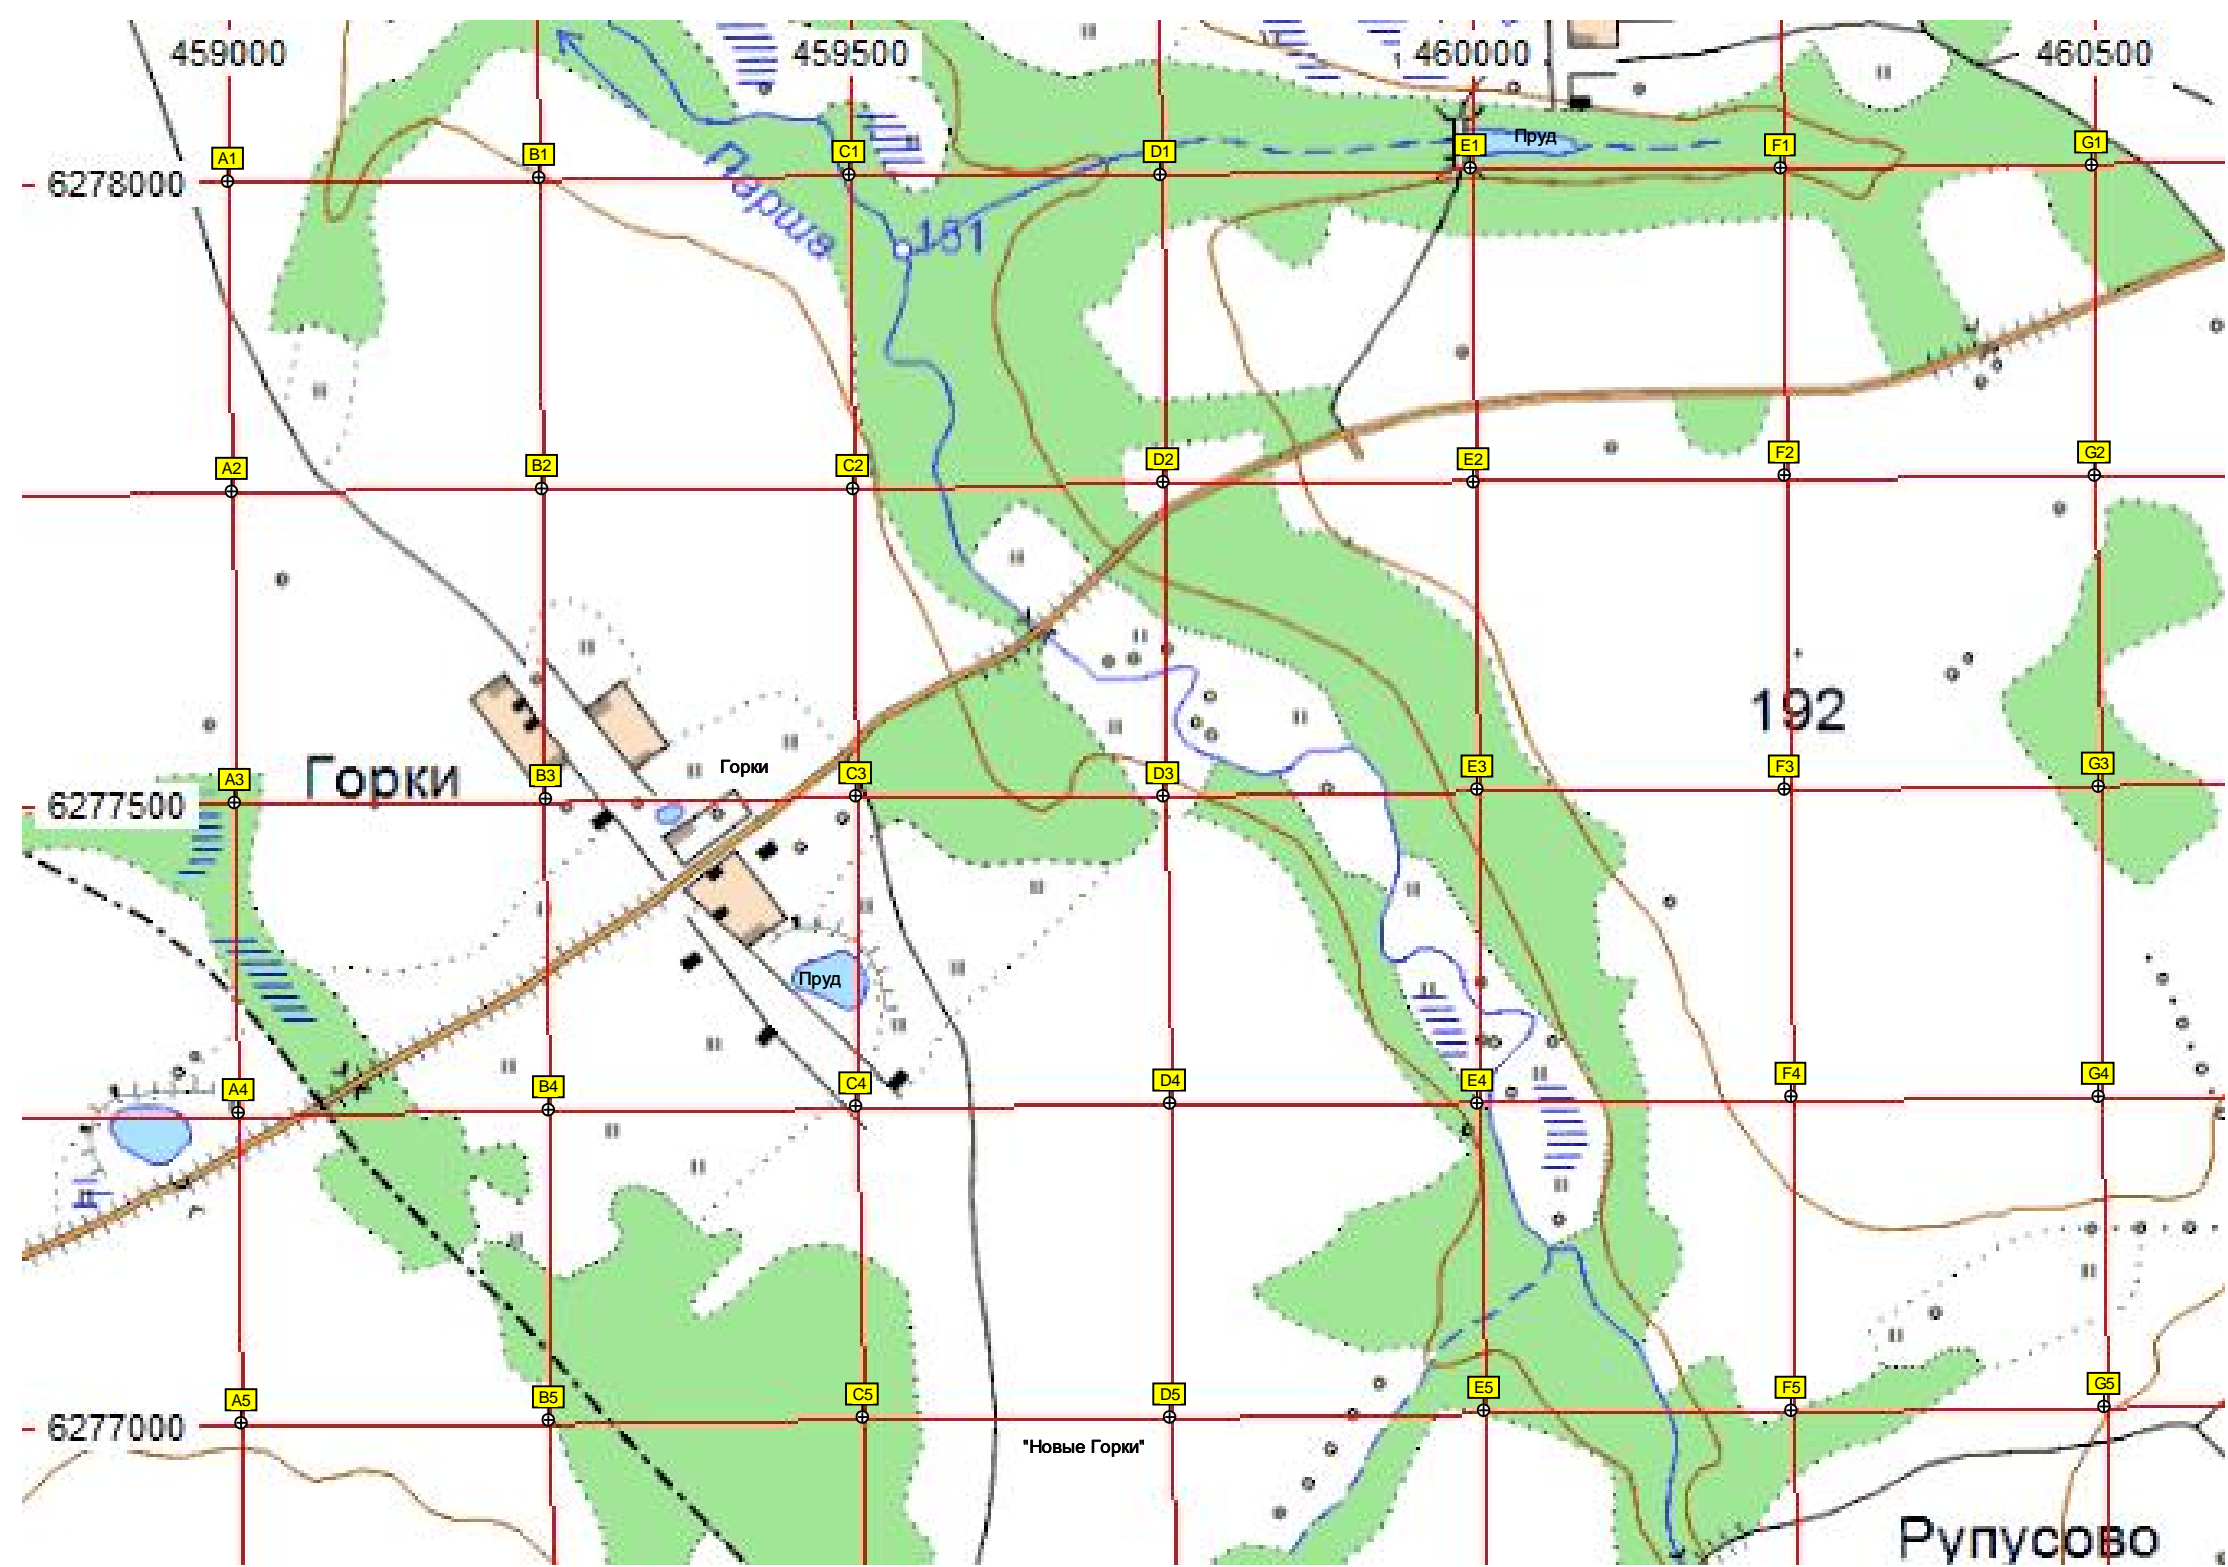 459000
459500
460000
460500
Пруд
A1
B1
C1
D1
E1
F1
G1
6278000
Марша
181
A2
B2
C2
D2
E2
F2
G2
192
Горки
Горки
A3
B3
C3
D3
E3
F3
G3
6277500
Пруд
A4
B4
C4
D4
E4
F4
G4
A5
B5
C5
D5
E5
F5
G5
6277000
"Новые Горки"
Рупусово